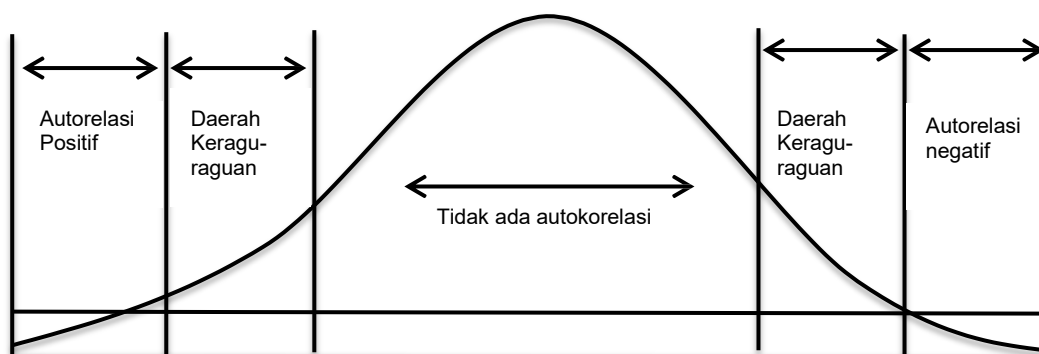 Autorelasi
Positif
Daerah
Keragu-
raguan
Tidak ada autokorelasi
Daerah
Keragu-
raguan
Autorelasi
negatif